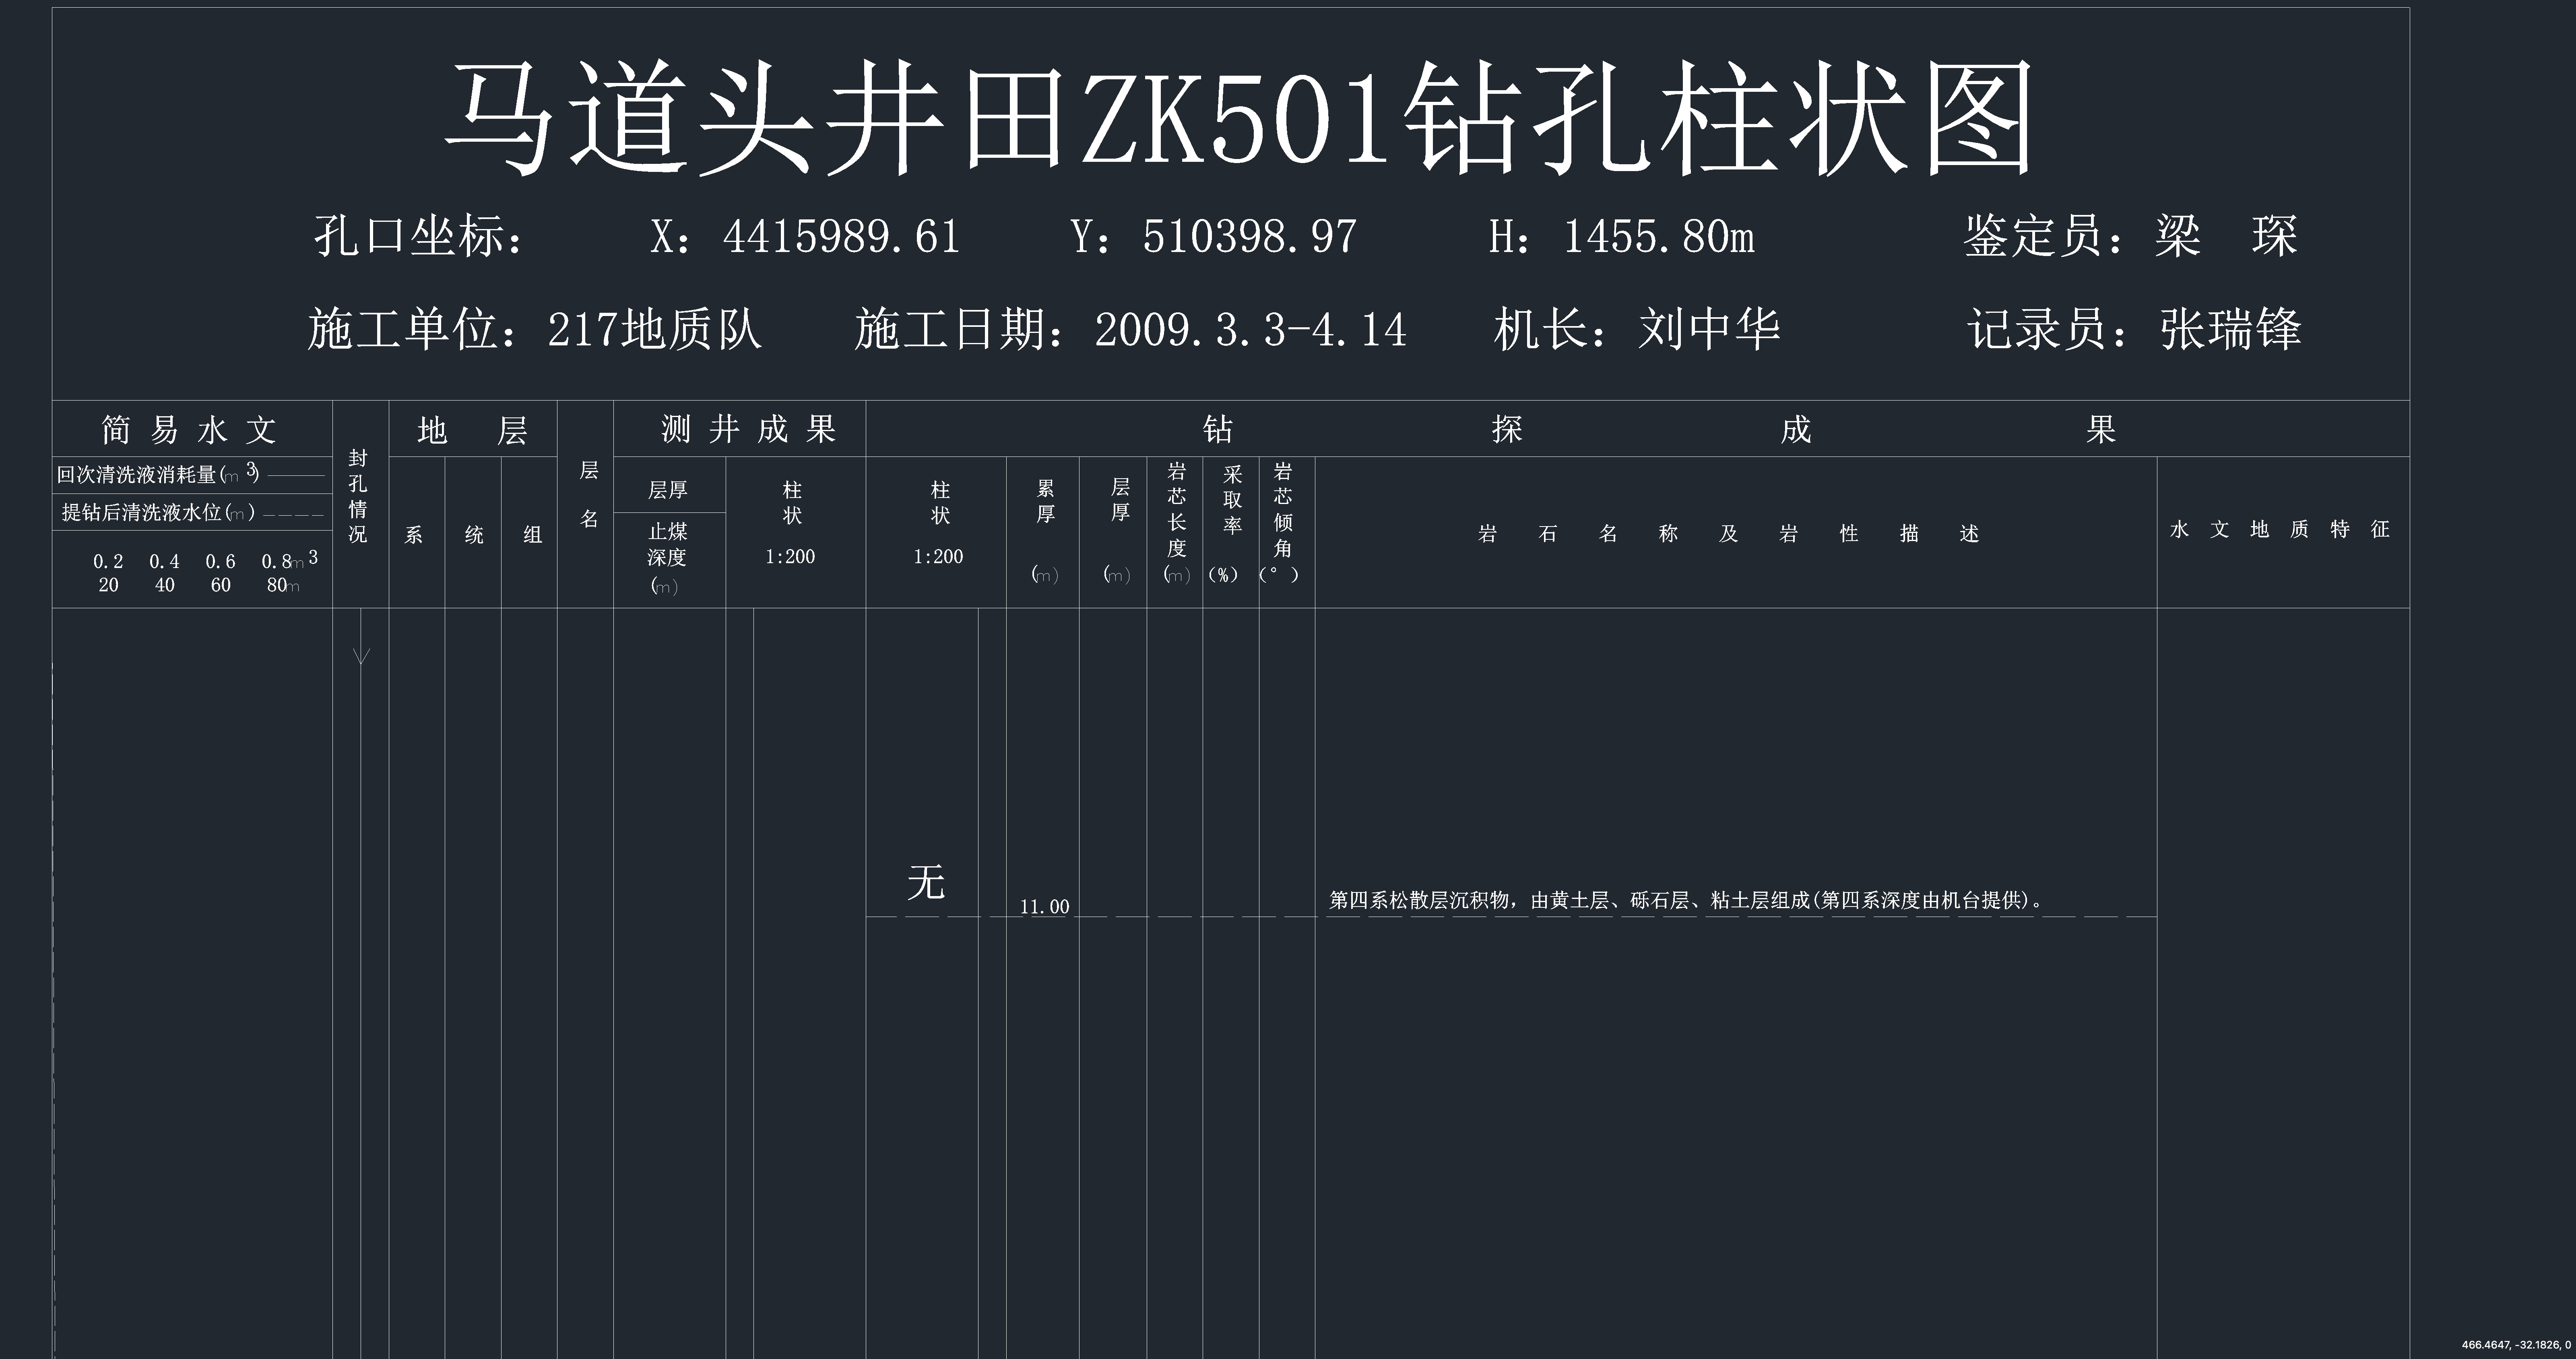 马道头井田ZK501钻孔柱状图
孔口坐标： X：4415989.61 Y：510398.97 H：1455.80m 鉴定员：梁 琛
施工单位：217地质队 施工日期：2009.3.3-4.14 机长：刘中华 记录员：张瑞锋
简易水文
回次清洗液消耗量(m3)
提钻后清洗液水位(m)
0.2 0.4 0.6 0.8m3
20 40 60 80m
封孔情况
地 层
系 统 组
层名
测井成果
层厚
止煤
深度
(m)
柱状
1:200
钻 探 成 果
柱状
1:200
累厚
(m)
层厚
(m)
岩芯长度
(m)
采取率
(%)
岩芯倾角
(°)
岩石名称及岩性描述
水文地质特征
无
11.00
第四系松散层沉积物，由黄土层、砾石层、粘土层组成(第四系深度由机台提供)。
466.4647, -32.1826, 0